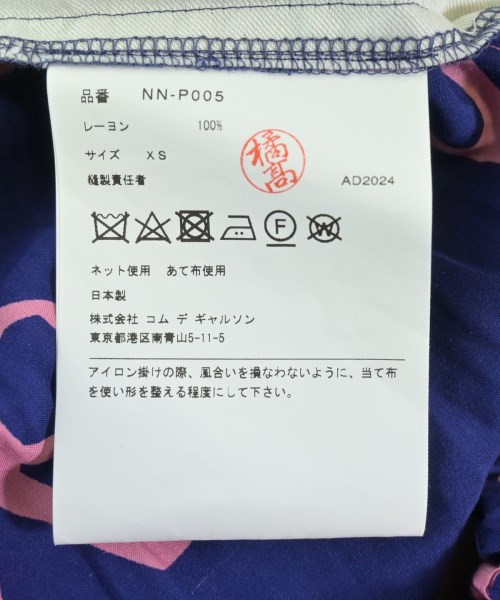 品番 NN-P005
レーヨン 100%
サイズ XS
縫製責任者 橘高 AD2024
F W
ネット使用 あて布使用
日本製
株式会社 コム デ ギャルソン
東京都港区南青山5-11-5
アイロン掛けの際、風合いを損なわないように、当て布
を使い形を整える程度にして下さい。